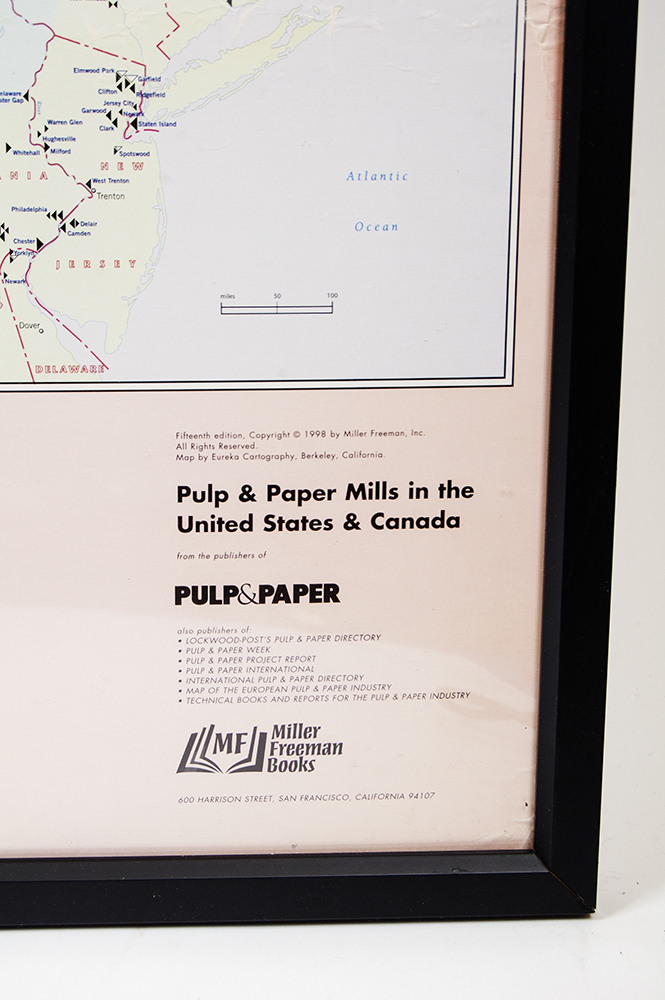 Elmwood Park
Garfield
Clifton
Ridgefield
Jersey City
Garwood
Newark
Clark
Staten Island
Warren Glen
Hughesville
Whitehall
Milford
Spotswood
NEW
West Trenton
Trenton
Philadelphia
Delair
Camden
Chester
JERSEY
Newark
Dover
DELAWARE
Atlantic
Ocean
miles 50 100
Fifteenth edition, Copyright © 1998 by Miller Freeman, Inc.
All Rights Reserved.
Map by Eureka Cartography, Berkeley, California.
Pulp & Paper Mills in the
United States & Canada
from the publishers of
PULP&PAPER
also publishers of:
• LOCKWOOD-POST'S PULP & PAPER DIRECTORY
• PULP & PAPER WEEK
• PULP & PAPER PROJECT REPORT
• PULP & PAPER INTERNATIONAL
• INTERNATIONAL PULP & PAPER DIRECTORY
• MAP OF THE EUROPEAN PULP & PAPER INDUSTRY
• TECHNICAL BOOKS AND REPORTS FOR THE PULP & PAPER INDUSTRY
MF
Miller
Freeman
Books
600 HARRISON STREET, SAN FRANCISCO, CALIFORNIA 94107